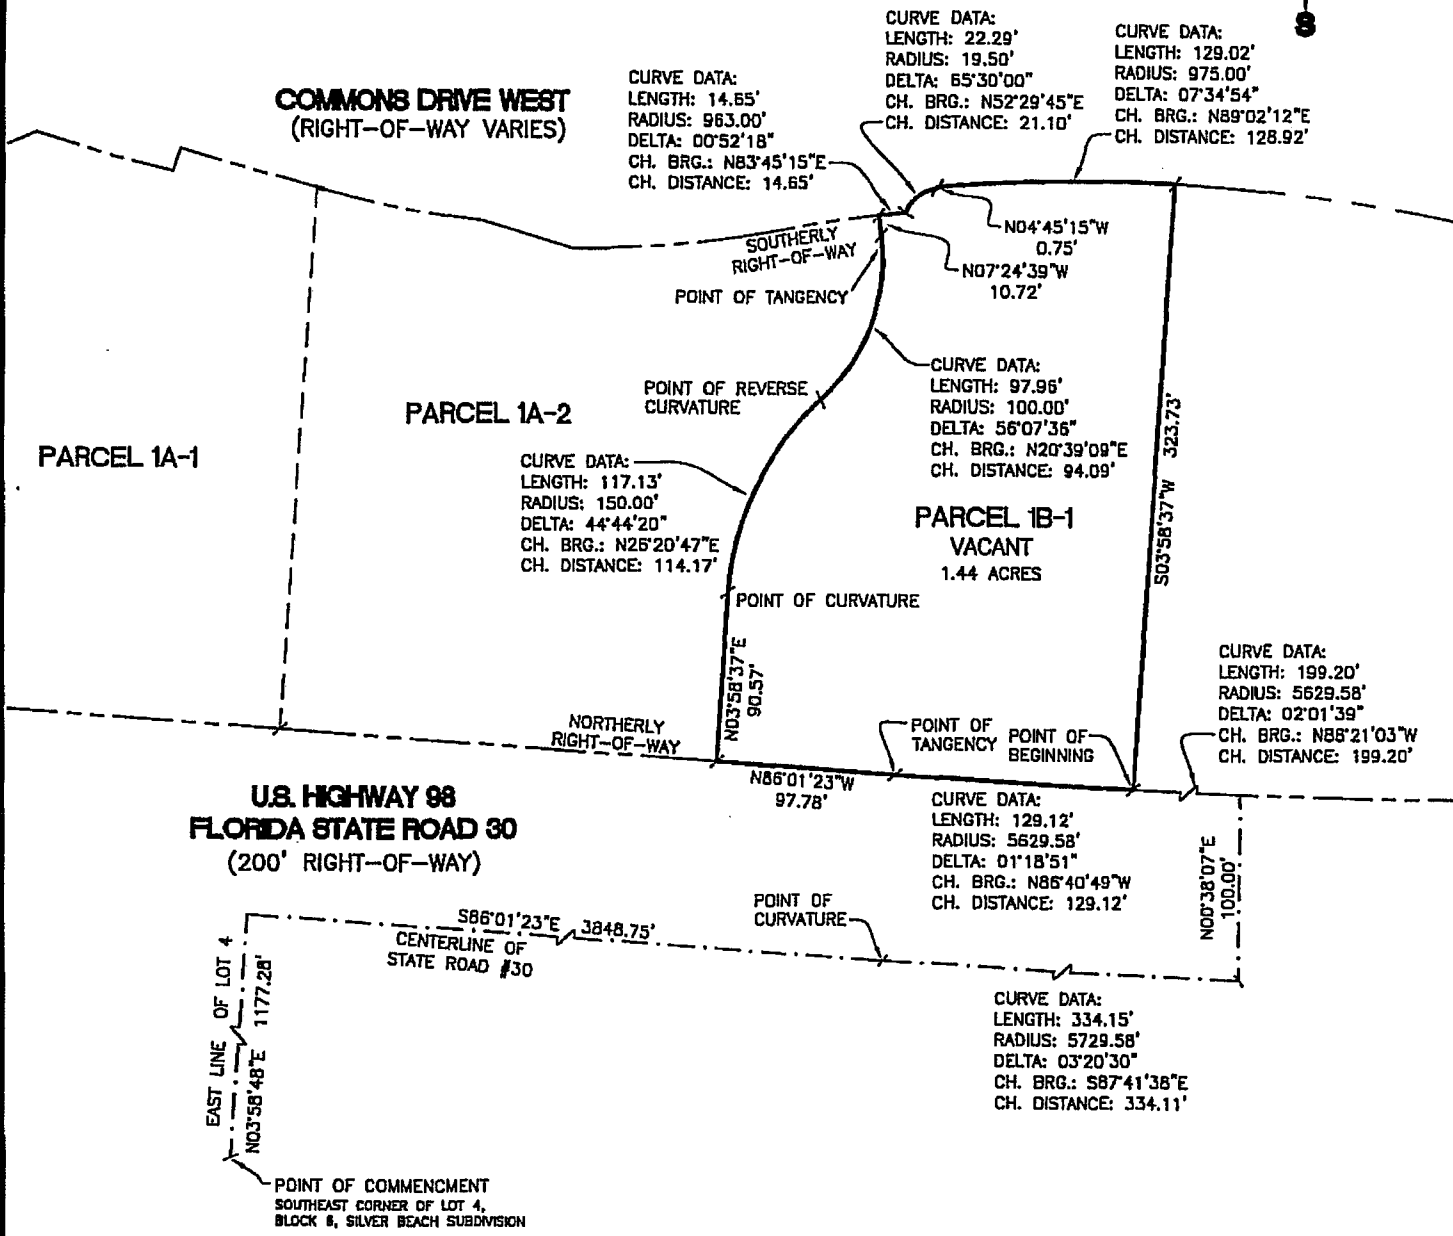 S
CURVE DATA:
LENGTH: 22.29'
RADIUS: 19.50'
DELTA: 65°30'00"
CH. BRG.: N52°29'45"E
CH. DISTANCE: 21.10'
CURVE DATA:
LENGTH: 129.02'
RADIUS: 975.00'
DELTA: 07°34'54"
CH. BRG.: N89°02'12"E
CH. DISTANCE: 128.92'
CURVE DATA:
LENGTH: 14.65'
RADIUS: 963.00'
DELTA: 00°52'18"
CH. BRG.: N83°45'15"E
CH. DISTANCE: 14.65'
COMMONS DRIVE WEST
(RIGHT-OF-WAY VARIES)
N04°45'15"W
0.75'
SOUTHERLY
RIGHT-OF-WAY
N07°24'39"W
10.72'
POINT OF TANGENCY
CURVE DATA:
LENGTH: 97.96'
RADIUS: 100.00'
DELTA: 56°07'36"
CH. BRG.: N20°39'09"E
CH. DISTANCE: 94.09'
POINT OF REVERSE
CURVATURE
PARCEL 1A-2
PARCEL 1A-1
CURVE DATA:
LENGTH: 117.13'
RADIUS: 150.00'
DELTA: 44°44'20"
CH. BRG.: N26°20'47"E
CH. DISTANCE: 114.17'
PARCEL 1B-1
VACANT
1.44 ACRES
S03°58'37"W 323.73'
POINT OF CURVATURE
N03°58'37"E
90.57'
CURVE DATA:
LENGTH: 199.20'
RADIUS: 5629.58'
DELTA: 02°01'39"
CH. BRG.: N88°21'03"W
CH. DISTANCE: 199.20'
NORTHERLY
RIGHT-OF-WAY
POINT OF
TANGENCY
POINT OF
BEGINNING
N86°01'23"W
97.78'
U.S. HIGHWAY 98
FLORIDA STATE ROAD 30
(200' RIGHT-OF-WAY)
CURVE DATA:
LENGTH: 129.12'
RADIUS: 5629.58'
DELTA: 01°18'51"
CH. BRG.: N86°40'49"W
CH. DISTANCE: 129.12'
N00°38'07"E
100.00'
POINT OF
CURVATURE
S86°01'23"E 3848.75'
CENTERLINE OF
STATE ROAD #30
EAST LINE OF LOT 4
N03°58'48"E 1177.28'
CURVE DATA:
LENGTH: 334.15'
RADIUS: 5729.58'
DELTA: 03°20'30"
CH. BRG.: S87°41'38"E
CH. DISTANCE: 334.11'
POINT OF COMMENCMENT
SOUTHEAST CORNER OF LOT 4,
BLOCK 6, SILVER BEACH SUBDIVISION